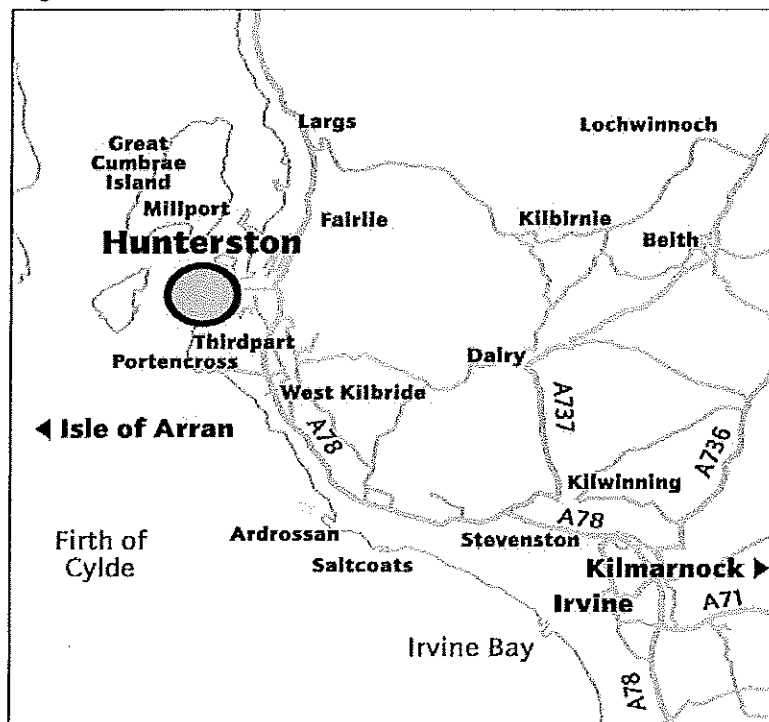 Largs
Lochwinnoch
Great
Cumbrae
Island
Millport
Fairlie
Kilbirnie
Beith
Hunterston
Thirdpart
Portencross
Dalry
West Kilbride
A737
◄ Isle of Arran
A78
A736
Kilwinning
A78
Ardrossan
Stevenston
Firth of
Cylde
Saltcoats
Kilmarnock ►
Irvine
A71
Irvine Bay
A78